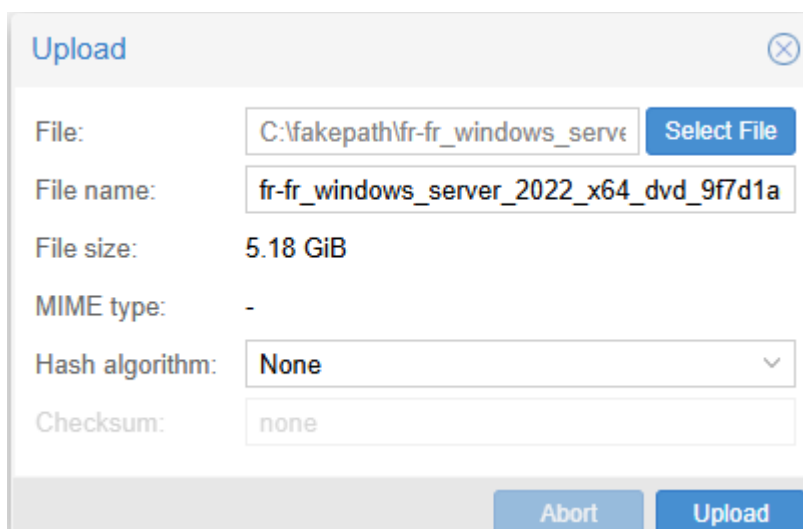 Upload
File: C:\fakepath\fr-fr_windows_serve Select File
File name: fr-fr_windows_server_2022_x64_dvd_9f7d1a
File size: 5.18 GiB
MIME type: -
Hash algorithm: None
Checksum: none
Abort Upload